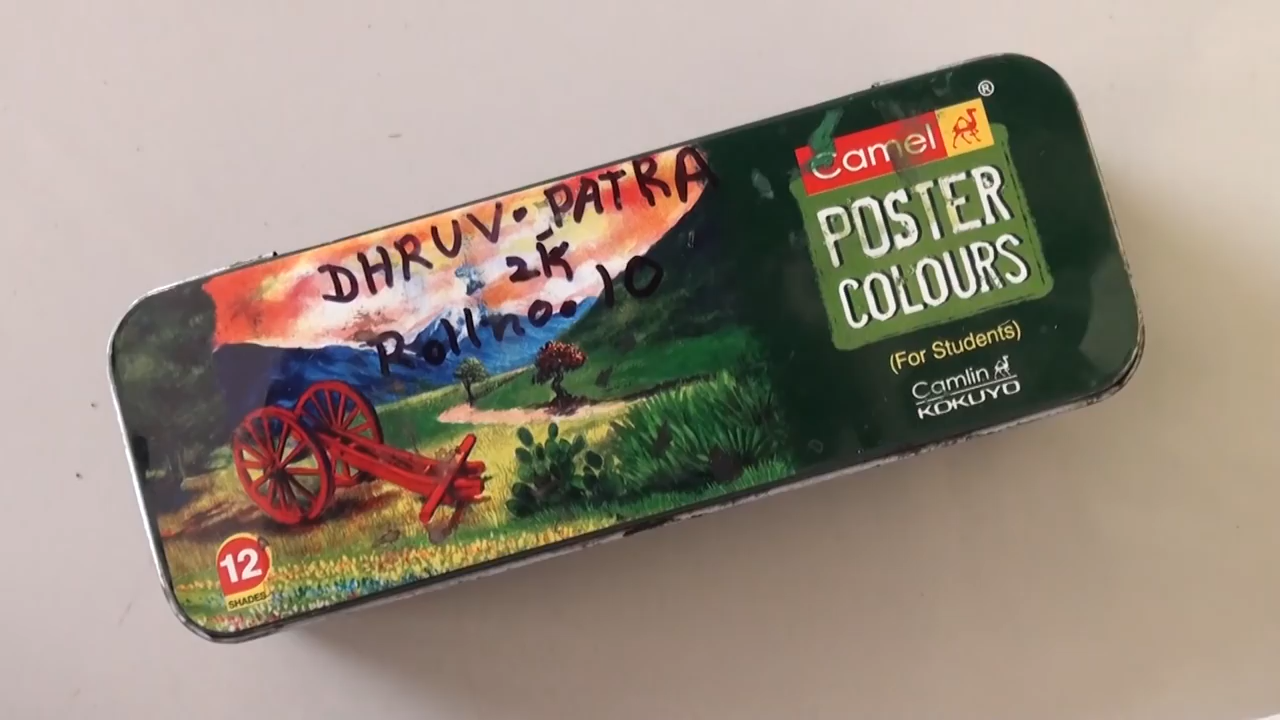 DHRUV. PATRA
2K
Rollno. 10
12
SHADES
®
Camel
POSTER
COLOURS
(For Students)
Camlin
KOKUYO